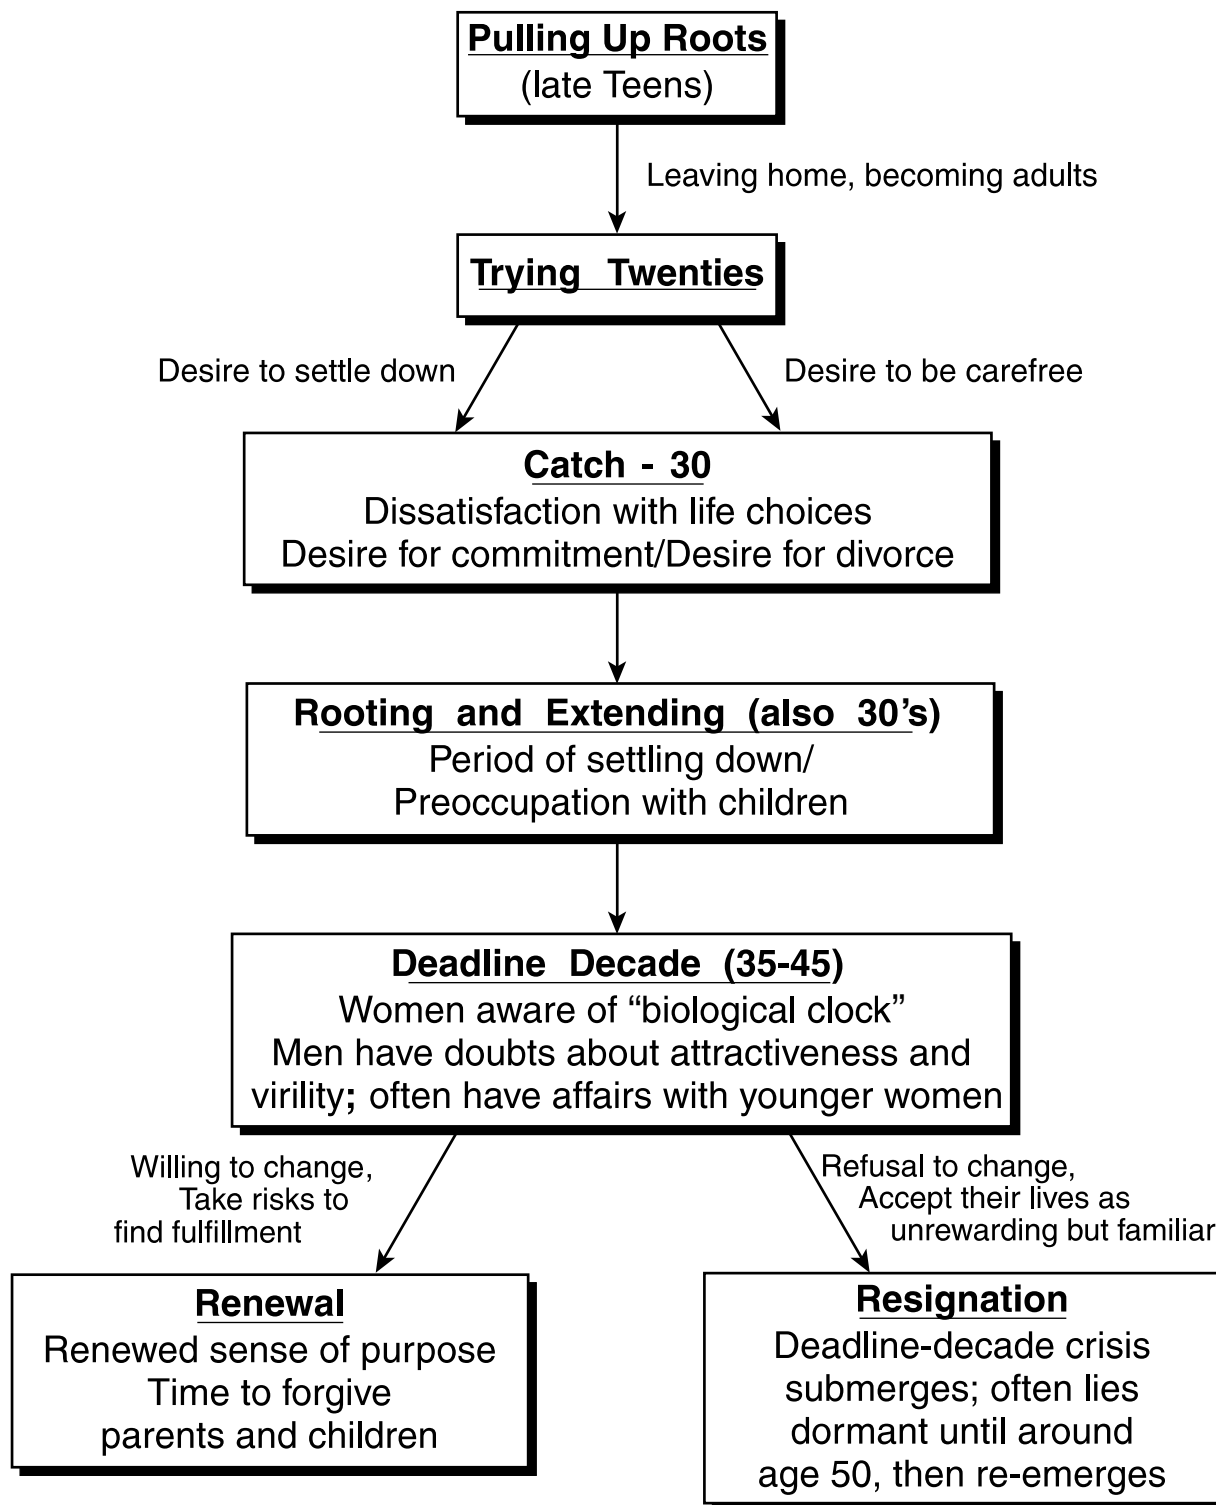 Pulling Up Roots
(late Teens)
Leaving home, becoming adults
Trying Twenties
Desire to settle down
Desire to be carefree
Catch - 30
Dissatisfaction with life choices
Desire for commitment/Desire for divorce
Rooting and Extending (also 30’s)
Period of settling down/
Preoccupation with children
Deadline Decade (35-45)
Women aware of “biological clock”
Men have doubts about attractiveness and
virility; often have affairs with younger women
Willing to change,
Take risks to
find fulfillment
Refusal to change,
Accept their lives as
unrewarding but familiar
Renewal
Renewed sense of purpose
Time to forgive
parents and children
Resignation
Deadline-decade crisis
submerges; often lies
dormant until around
age 50, then re-emerges